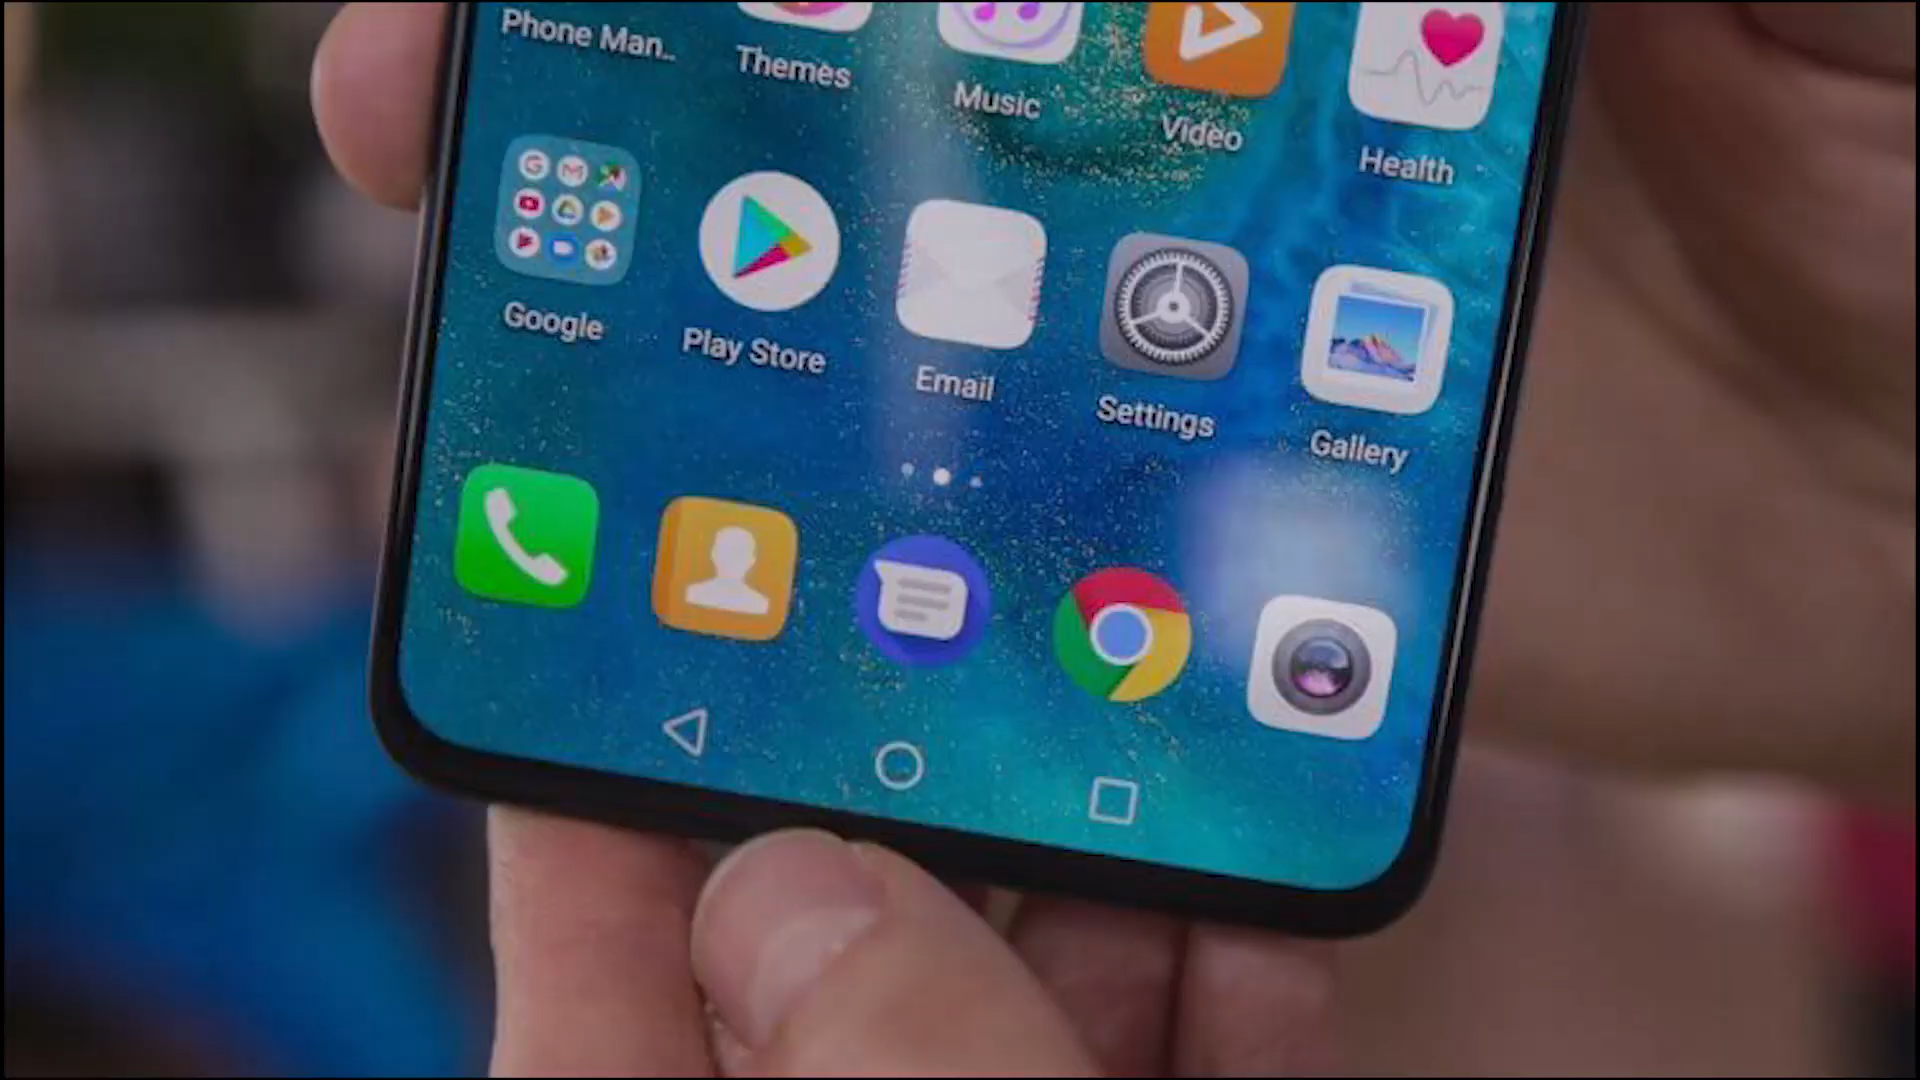 Phone Man..
Themes
Music
Video
Health
Google
Play Store
Email
Settings
Gallery